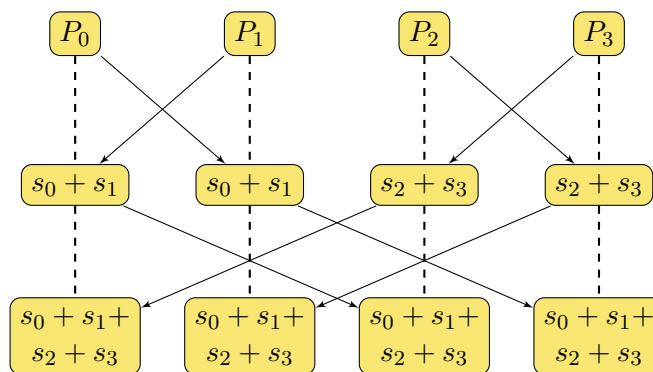 P_0 P_1 P_2 P_3
s_0 + s_1 s_0 + s_1 s_2 + s_3 s_2 + s_3
s_0 + s_1+ s_0 + s_1+ s_0 + s_1+ s_0 + s_1+
s_2 + s_3 s_2 + s_3 s_2 + s_3 s_2 + s_3